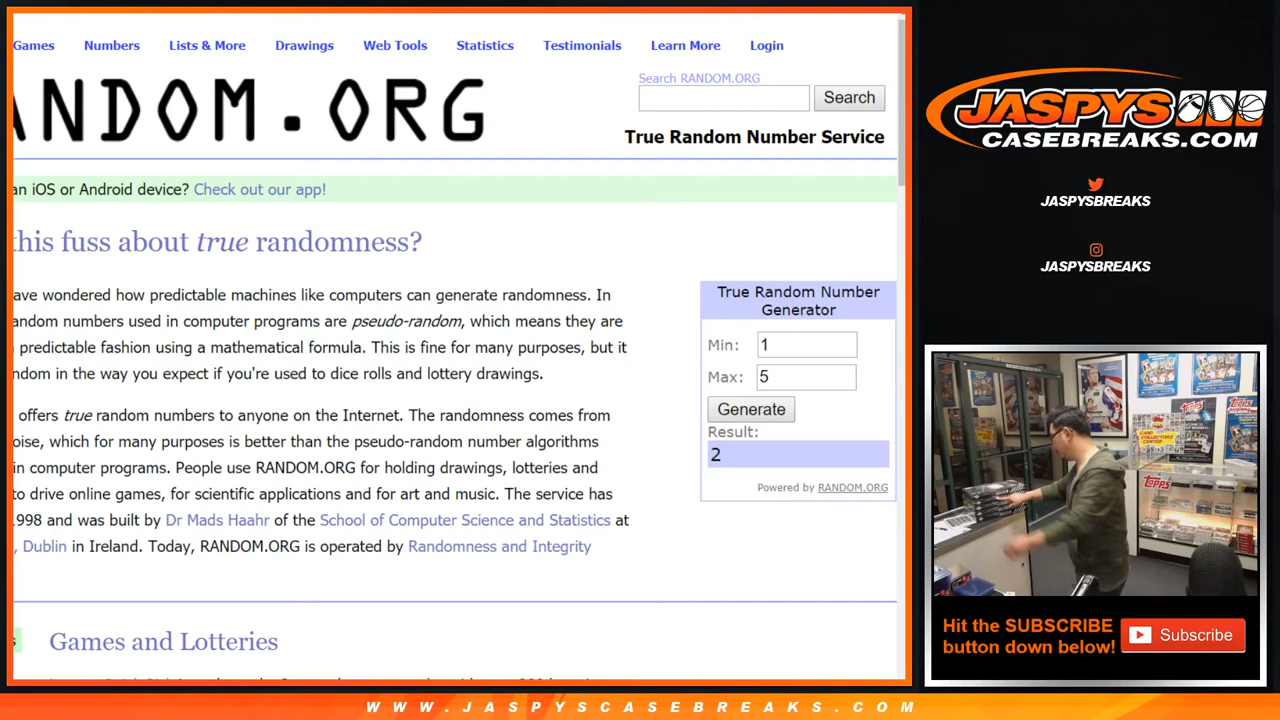 Games Numbers Lists & More Drawings Web Tools Statistics Testimonials Learn More Login
Search RANDOM.ORG
Search
ANDOM.ORG
True Random Number Service
an iOS or Android device? Check out our app!
this fuss about true randomness?
ave wondered how predictable machines like computers can generate randomness. In
andom numbers used in computer programs are pseudo-random, which means they are
predictable fashion using a mathematical formula. This is fine for many purposes, but it
ndom in the way you expect if you're used to dice rolls and lottery drawings.
offers true random numbers to anyone on the Internet. The randomness comes from
oise, which for many purposes is better than the pseudo-random number algorithms
in computer programs. People use RANDOM.ORG for holding drawings, lotteries and
to drive online games, for scientific applications and for art and music. The service has
1998 and was built by Dr Mads Haahr of the School of Computer Science and Statistics at
, Dublin in Ireland. Today, RANDOM.ORG is operated by Randomness and Integrity
True Random Number
Generator
Min: 1
Max: 5
Generate
Result:
2
Powered by RANDOM.ORG
s
Games and Lotteries
JASPYS
CASEBREAKS.COM
JASPYSBREAKS
JASPYSBREAKS
Topps
CARD
COLLECTORS
CENTER
Topps
Topps
Hit the SUBSCRIBE
button down below!
Subscribe
WWW.JASPYSCASEBREAKS.COM